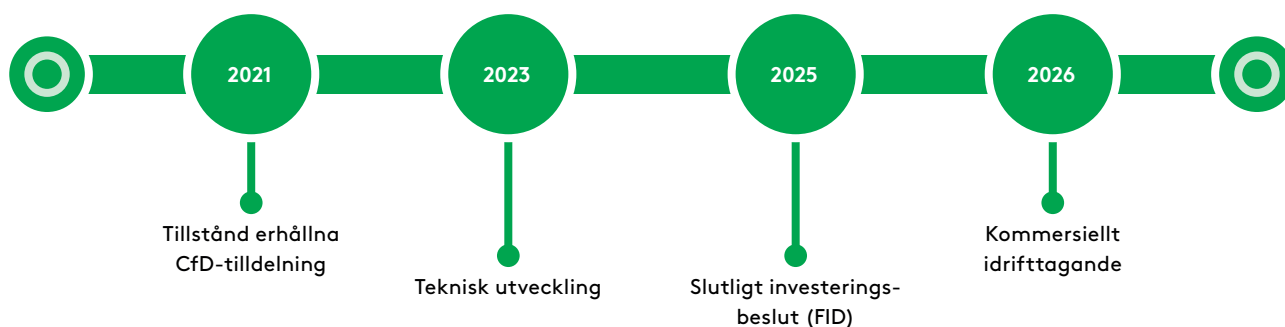 2021
2023
2025
2026
Tillstånd erhållna
CfD-tilldelning
Teknisk utveckling
Slutligt investerings-
beslut (FID)
Kommersiellt
idrifttagande